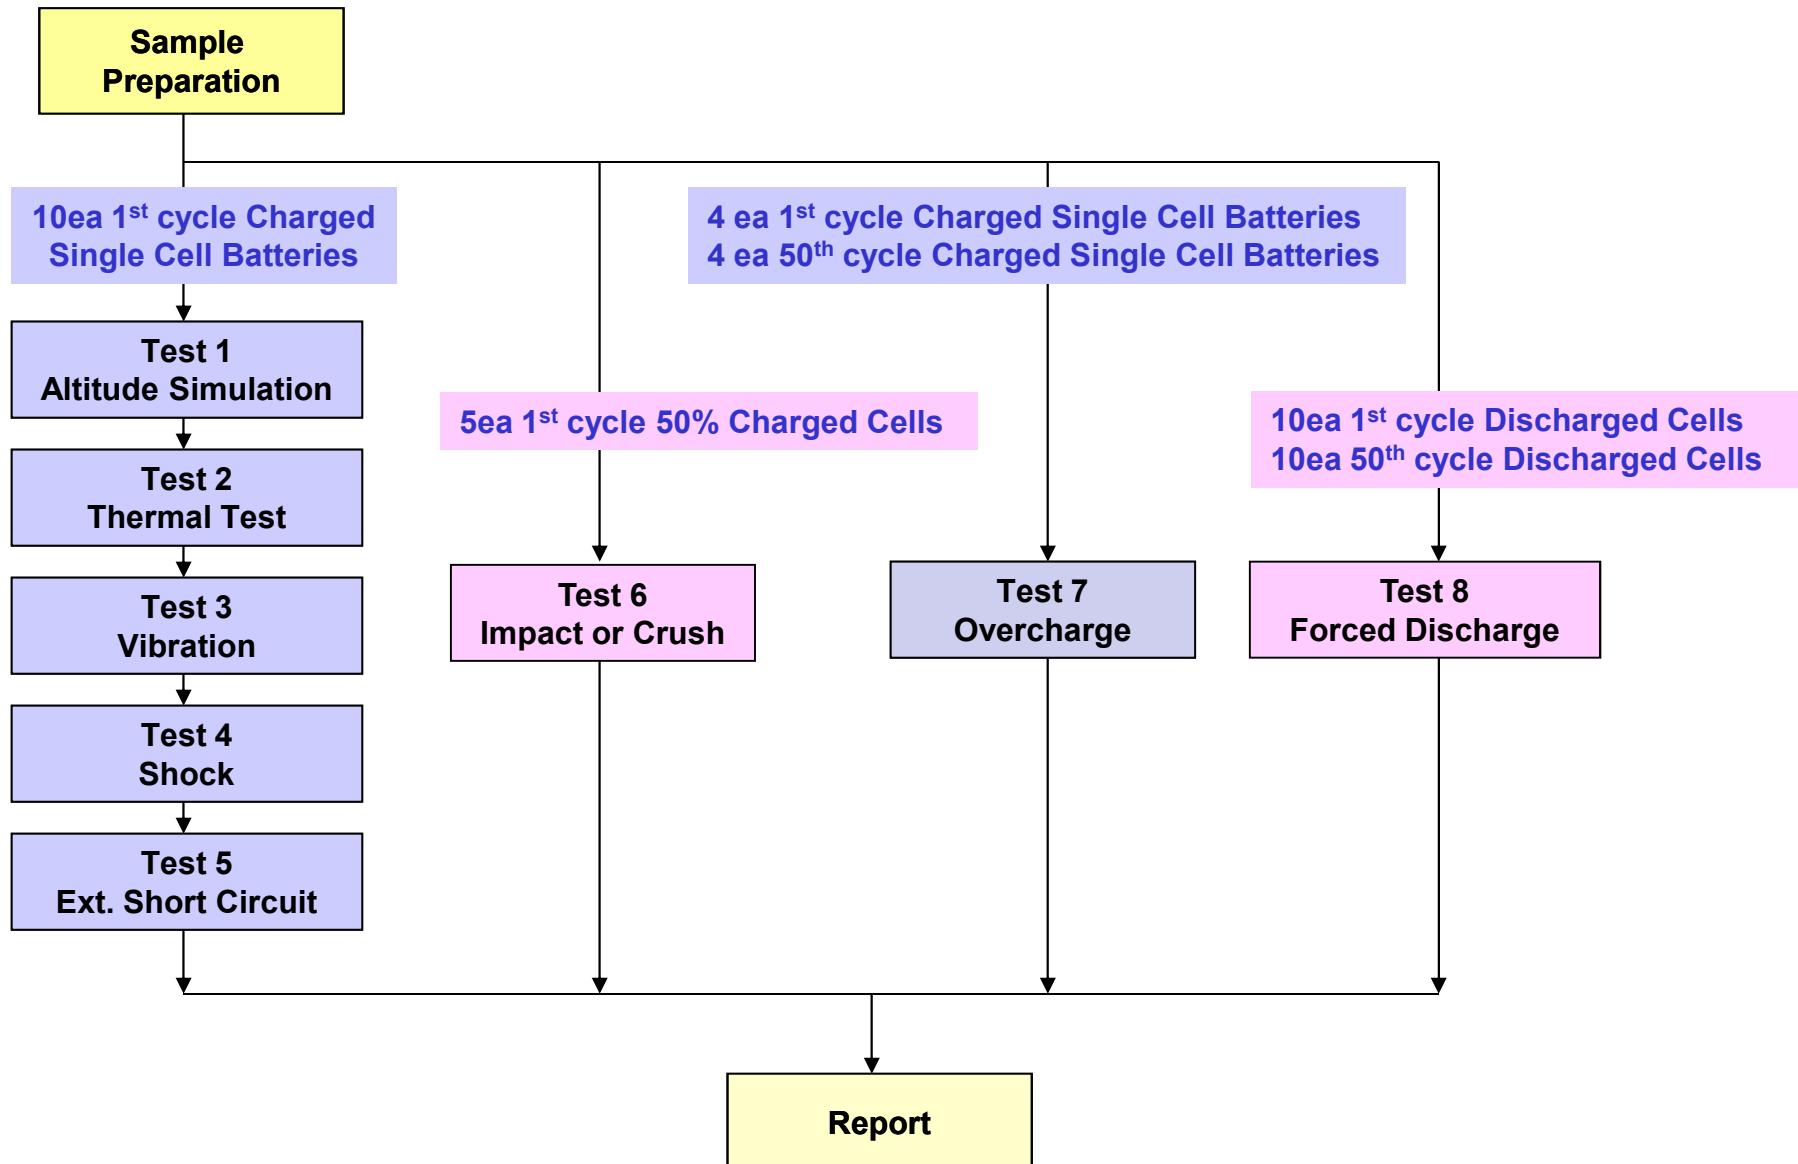 Sample
Preparation
10ea 1st cycle Charged
Single Cell Batteries
4 ea 1st cycle Charged Single Cell Batteries
4 ea 50th cycle Charged Single Cell Batteries
Test 1
Altitude Simulation
5ea 1st cycle 50% Charged Cells
10ea 1st cycle Discharged Cells
10ea 50th cycle Discharged Cells
Test 2
Thermal Test
Test 3
Vibration
Test 6
Impact or Crush
Test 7
Overcharge
Test 8
Forced Discharge
Test 4
Shock
Test 5
Ext. Short Circuit
Report